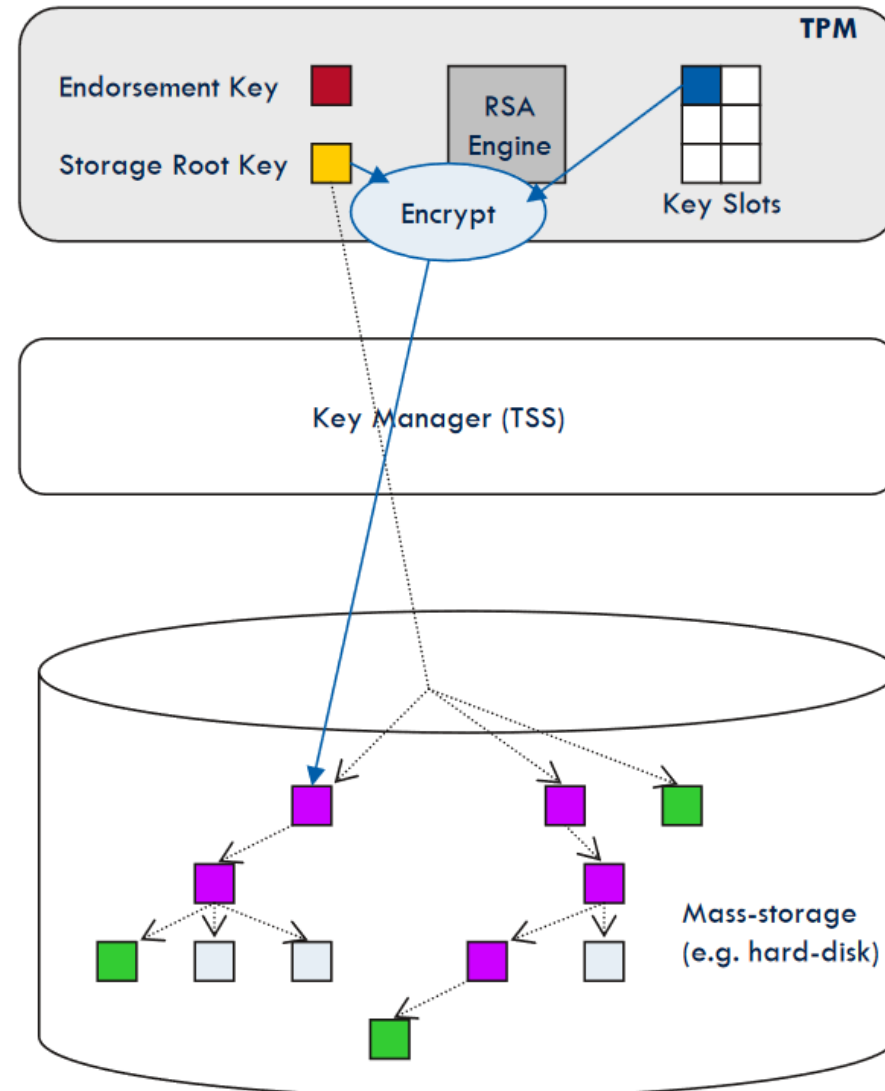 TPM
Endorsement Key
RSA
Engine
Storage Root Key
Encrypt
Key Slots
Key Manager (TSS)
Mass-storage
(e.g. hard-disk)